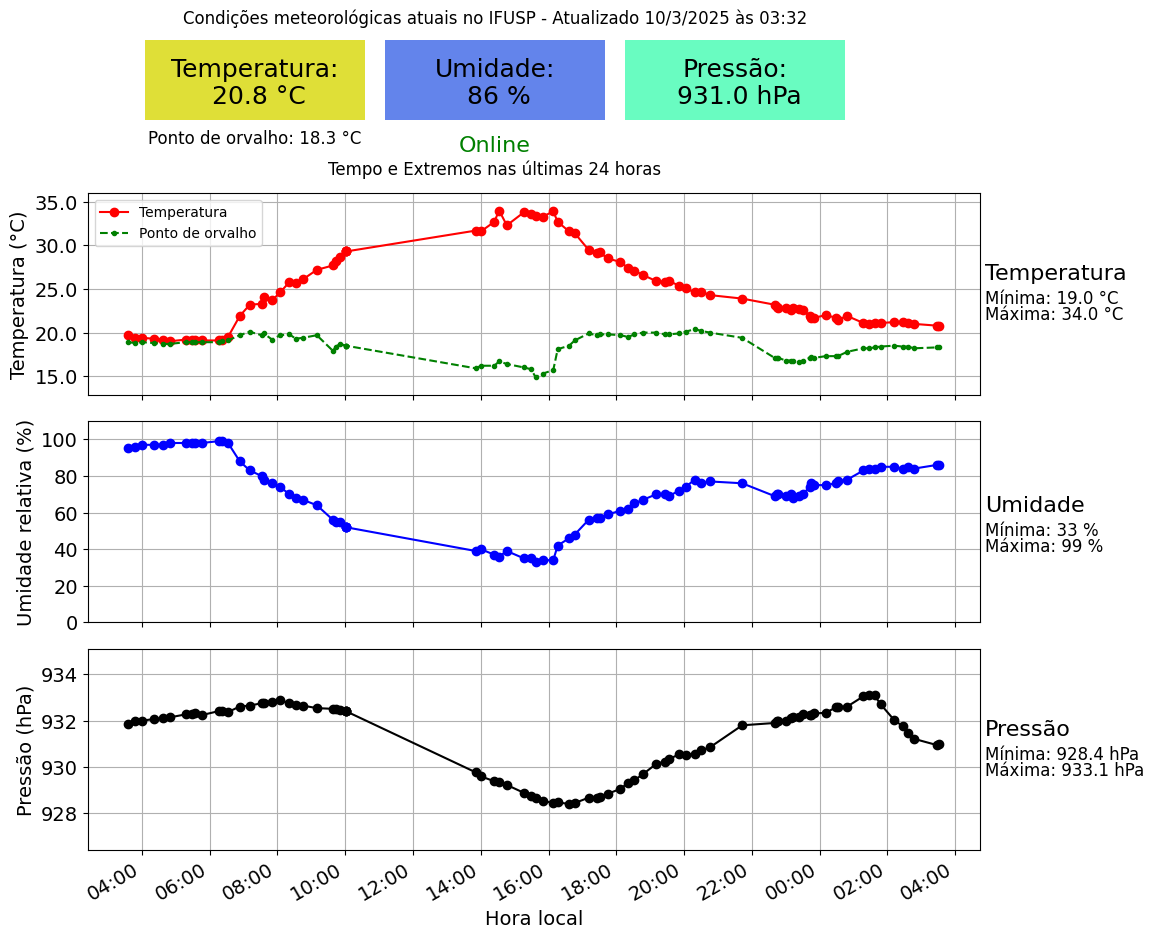 Condições meteorológicas atuais no IFUSP - Atualizado 10/3/2025 às 03:32
Temperatura:
20.8 °C
Umidade:
86 %
Pressão:
931.0 hPa
Ponto de orvalho: 18.3 °C
Online
Tempo e Extremos nas últimas 24 horas
Temperatura (°C)
35.0
30.0
25.0
20.0
15.0
Temperatura
Ponto de orvalho
Temperatura
Mínima: 19.0 °C
Máxima: 34.0 °C
Umidade relativa (%)
100
80
60
40
20
0
Umidade
Mínima: 33 %
Máxima: 99 %
Pressão (hPa)
934
932
930
928
Pressão
Mínima: 928.4 hPa
Máxima: 933.1 hPa
04:00 06:00 08:00 10:00 12:00 14:00 16:00 18:00 20:00 22:00 00:00 02:00 04:00
Hora local